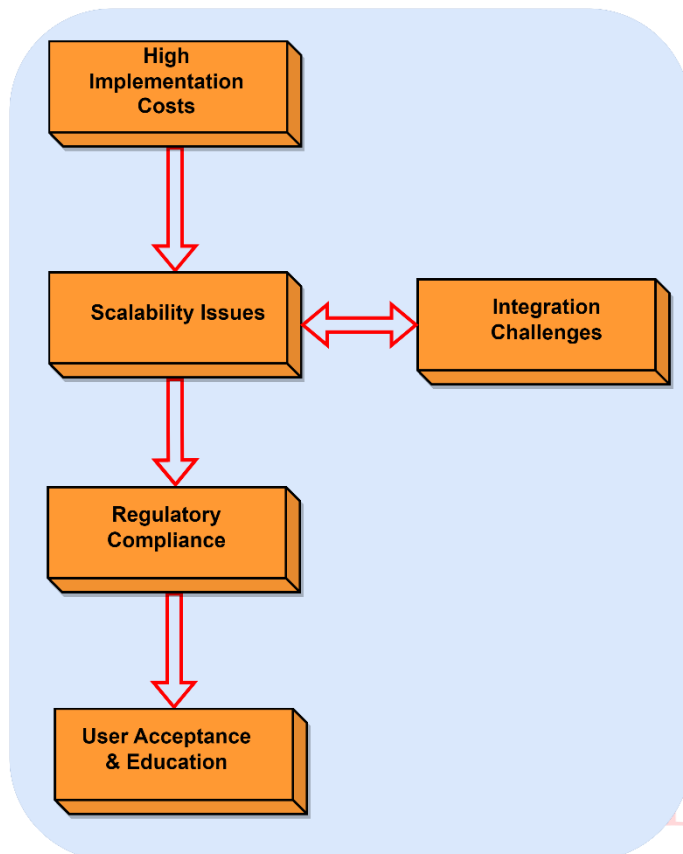 High
Implementation
Costs
Scalability Issues
Integration
Challenges
Regulatory
Compliance
User Acceptance
& Education